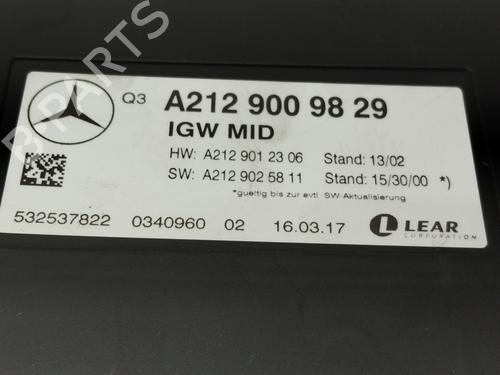 Q3 A212 900 98 29
IGW MID
HW: A212 901 23 06 Stand: 13/02
SW: A212 902 58 11 Stand: 15/30/00 *)
*gueltig bis zur evtl. SW-Aktualisierung
532537822 0340960 02 16.03.17 LEAR
CORPORATION
B-PARTS